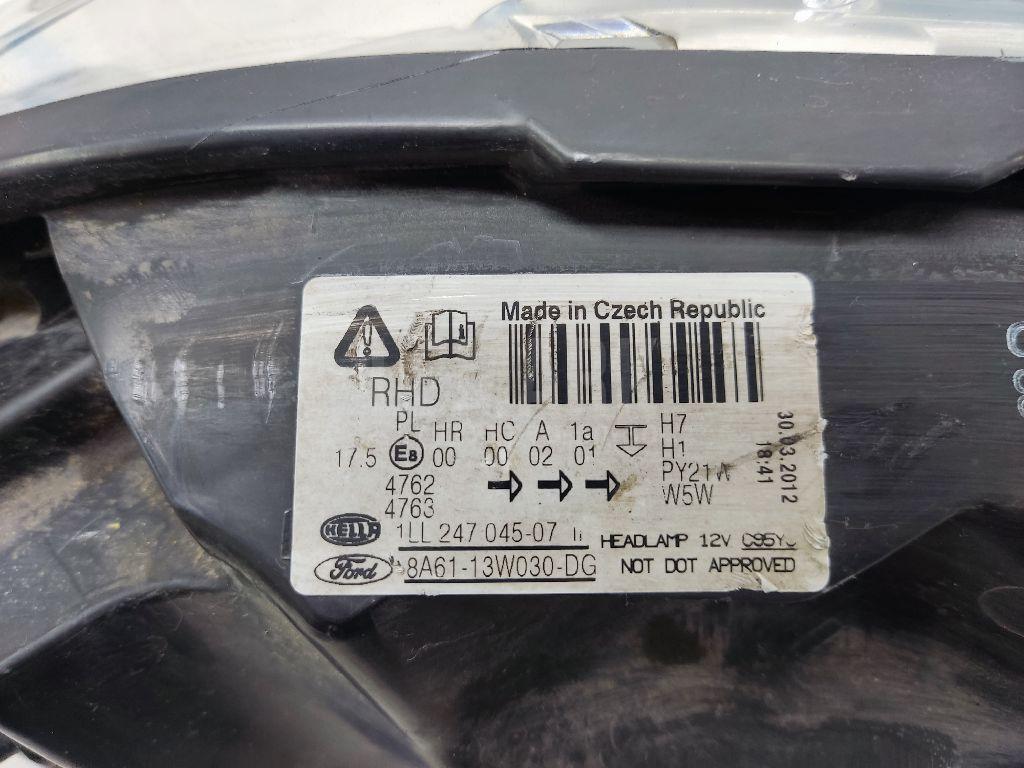 Made in Czech Republic
RHD
PL HR HC A 1a H7
17.5 E8 00 00 02 01 H1
4762 PY21W
4763 W5W
30.03.2012
18:41
HELLA 1LL 247 045-07
HEADLAMP 12V
Ford 8A61-13W030-DG
NOT DOT APPROVED